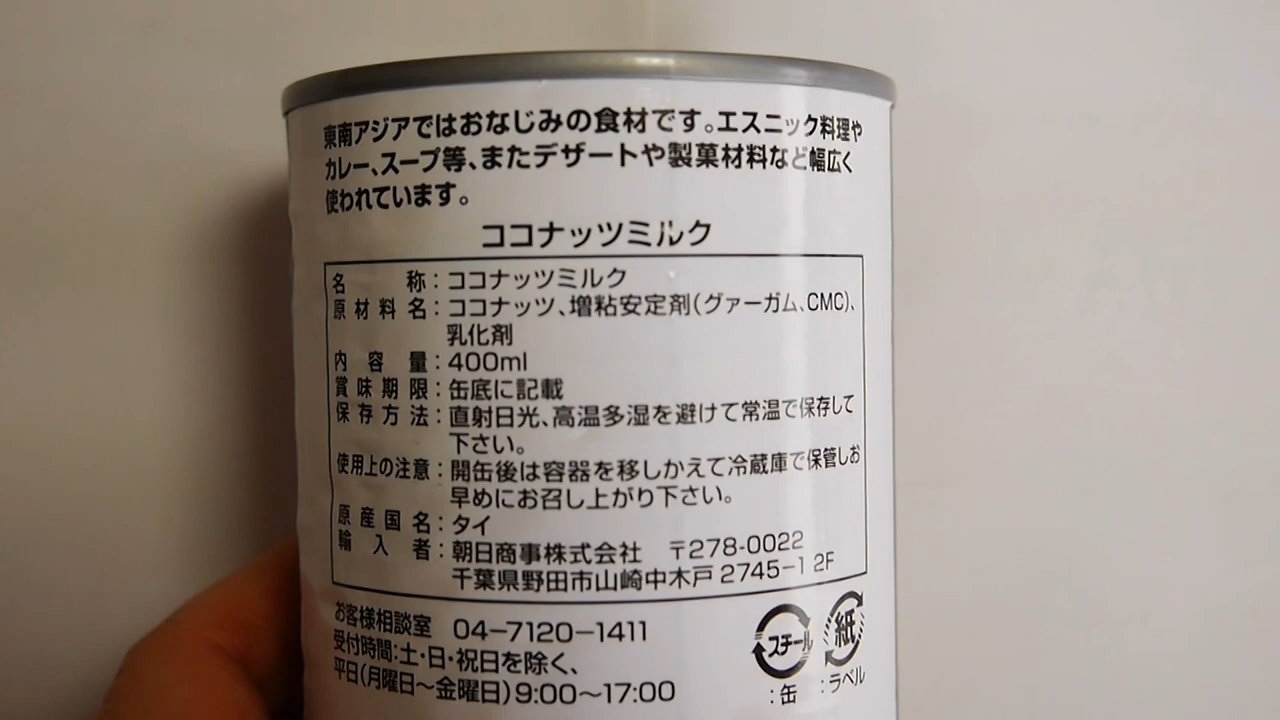 東南アジアではおなじみの食材です。エスニック料理や
カレー、スープ等、またデザートや製菓材料など幅広く
使われています。
ココナッツミルク
名称：ココナッツミルク
原材料名：ココナッツ、増粘安定剤（グァーガム、CMC）、
乳化剤
内容量：400ml
賞味期限：缶底に記載
保存方法：直射日光、高温多湿を避けて常温で保存して
下さい。
使用上の注意：開缶後は容器を移しかえて冷蔵庫で保管しお
早めにお召し上がり下さい。
原産国名：タイ
輸入者：朝日商事株式会社　〒278-0022
千葉県野田市山崎中木戸 2745−1 2F
お客様相談室　04−7120−1411
受付時間：土・日・祝日を除く、
平日（月曜日〜金曜日）9:00〜17:00
スチール
：缶
紙
：ラベル